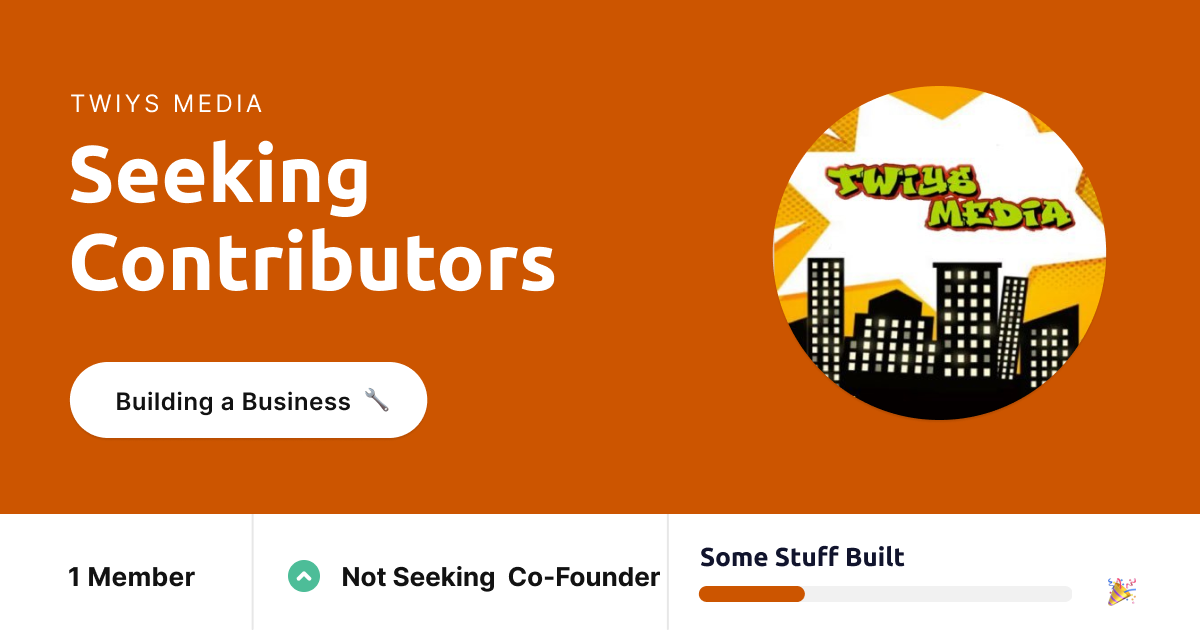 TWIYS MEDIA
Seeking
Contributors
Building a Business
TWIYS
MEDIA
1 Member
Not Seeking Co-Founder
Some Stuff Built